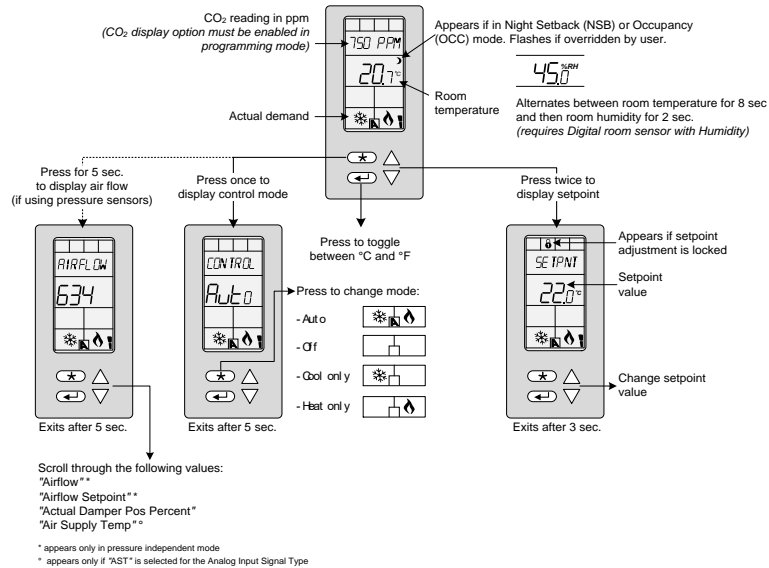 CO₂ reading in ppm
(CO₂ display option must be enabled in
programming mode)
750 PPM
20.7°C
Actual demand
Room
temperature
Appears if in Night Setback (NSB) or Occupancy
(OCC) mode. Flashes if overridden by user.
45.0 %RH
Alternates between room temperature for 8 sec
and then room humidity for 2 sec.
(requires Digital room sensor with Humidity)
A
Press for 5 sec.
to display air flow
(if using pressure sensors)
Press once to
display control mode
Press to toggle
between °C and °F
Press twice to
display setpoint
AIRFLOW
634
A
Exits after 5 sec.
CONTROL
Auto
A
Exits after 5 sec.
Press to change mode:
- Auto
A
- Off
- Cool only
- Heat only
SETPNT
22.0°C
A
Exits after 3 sec.
Appears if setpoint
adjustment is locked
Setpoint
value
Change setpoint
value
Scroll through the following values:
"Airflow" *
"Airflow Setpoint" *
"Actual Damper Pos Percent"
"Air Supply Temp" °
* appears only in pressure independent mode
° appears only if "AST" is selected for the Analog Input Signal Type